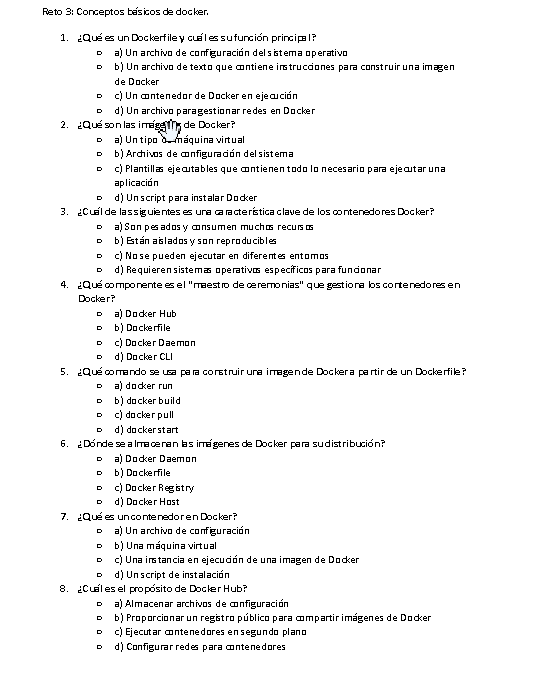 Reto 3: Conceptos básicos de docker.
1. ¿Qué es un Dockerfile y cuál es su función principal?
o a) Un archivo de configuración del sistema operativo
o b) Un archivo de texto que contiene instrucciones para construir una imagen
de Docker
o c) Un contenedor de Docker en ejecución
o d) Un archivo para gestionar redes en Docker
2. ¿Qué son las imágenes de Docker?
o a) Un tipo de máquina virtual
o b) Archivos de configuración del sistema
o c) Plantillas ejecutables que contienen todo lo necesario para ejecutar una
aplicación
o d) Un script para instalar Docker
3. ¿Cuál de las siguientes es una característica clave de los contenedores Docker?
o a) Son pesados y consumen muchos recursos
o b) Están aislados y son reproducibles
o c) No se pueden ejecutar en diferentes entornos
o d) Requieren sistemas operativos específicos para funcionar
4. ¿Qué componente es el "maestro de ceremonias" que gestiona los contenedores en
Docker?
o a) Docker Hub
o b) Dockerfile
o c) Docker Daemon
o d) Docker CLI
5. ¿Qué comando se usa para construir una imagen de Docker a partir de un Dockerfile?
o a) docker run
o b) docker build
o c) docker pull
o d) docker start
6. ¿Dónde se almacenan las imágenes de Docker para su distribución?
o a) Docker Daemon
o b) Dockerfile
o c) Docker Registry
o d) Docker Host
7. ¿Qué es un contenedor en Docker?
o a) Un archivo de configuración
o b) Una máquina virtual
o c) Una instancia en ejecución de una imagen de Docker
o d) Un script de instalación
8. ¿Cuál es el propósito de Docker Hub?
o a) Almacenar archivos de configuración
o b) Proporcionar un registro público para compartir imágenes de Docker
o c) Ejecutar contenedores en segundo plano
o d) Configurar redes para contenedores